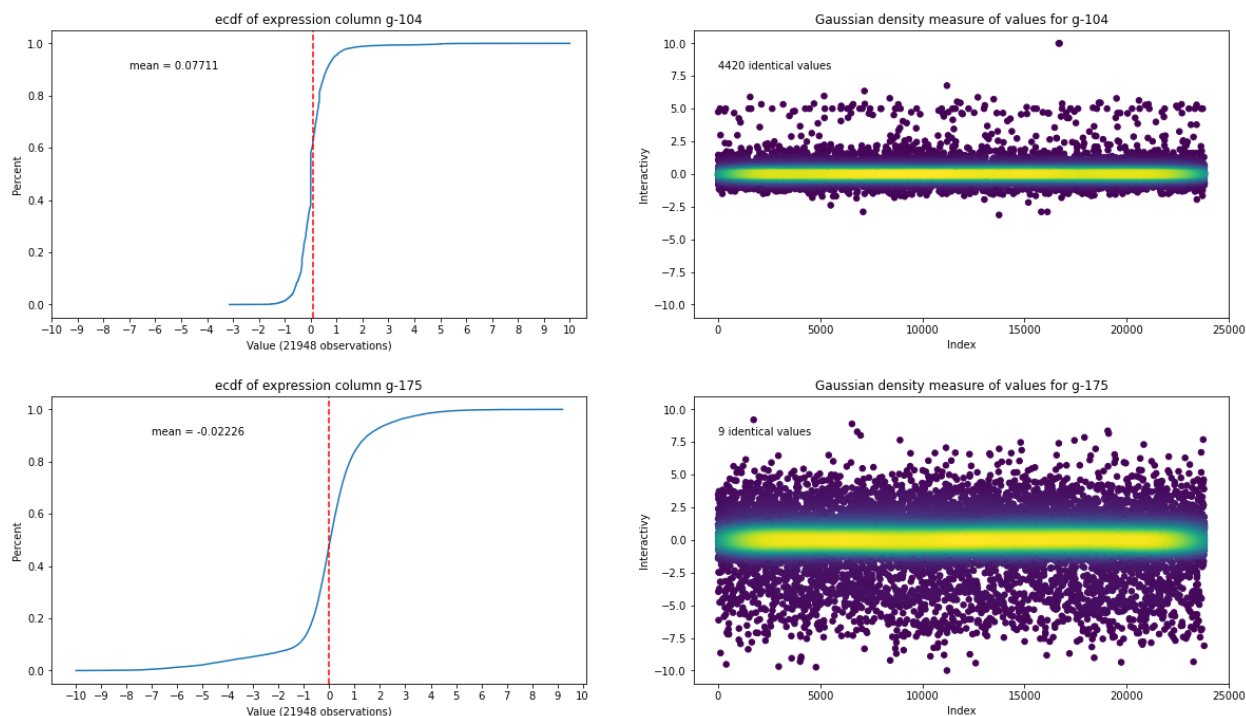 ecdf of expression column g-104
1.0
0.8
0.6
0.4
0.2
0.0
Percent
mean = 0.07711
−10 −9 −8 −7 −6 −5 −4 −3 −2 −1 0 1 2 3 4 5 6 7 8 9 10
Value (21948 observations)
Gaussian density measure of values for g-104
10.0
7.5
5.0
2.5
0.0
−2.5
−5.0
−7.5
−10.0
Interactivy
4420 identical values
0 5000 10000 15000 20000 25000
Index
ecdf of expression column g-175
1.0
0.8
0.6
0.4
0.2
0.0
Percent
mean = -0.02226
−10 −9 −8 −7 −6 −5 −4 −3 −2 −1 0 1 2 3 4 5 6 7 8 9 10
Value (21948 observations)
Gaussian density measure of values for g-175
10.0
7.5
5.0
2.5
0.0
−2.5
−5.0
−7.5
−10.0
Interactivy
9 identical values
0 5000 10000 15000 20000 25000
Index